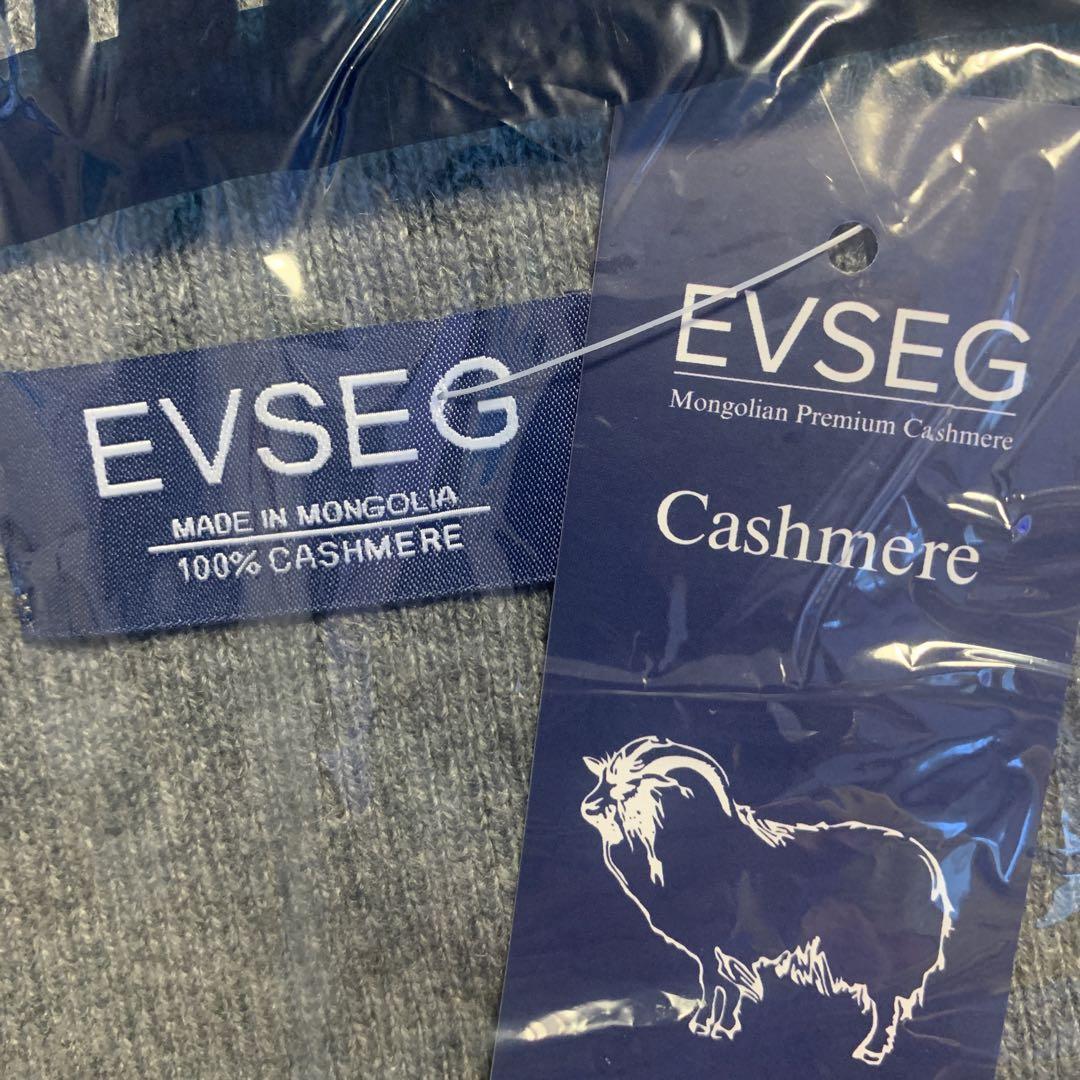 EVSEG
MADE IN MONGOLIA
100% CASHMERE
EVSEG
Mongolian Premium Cashmere
Cashmere